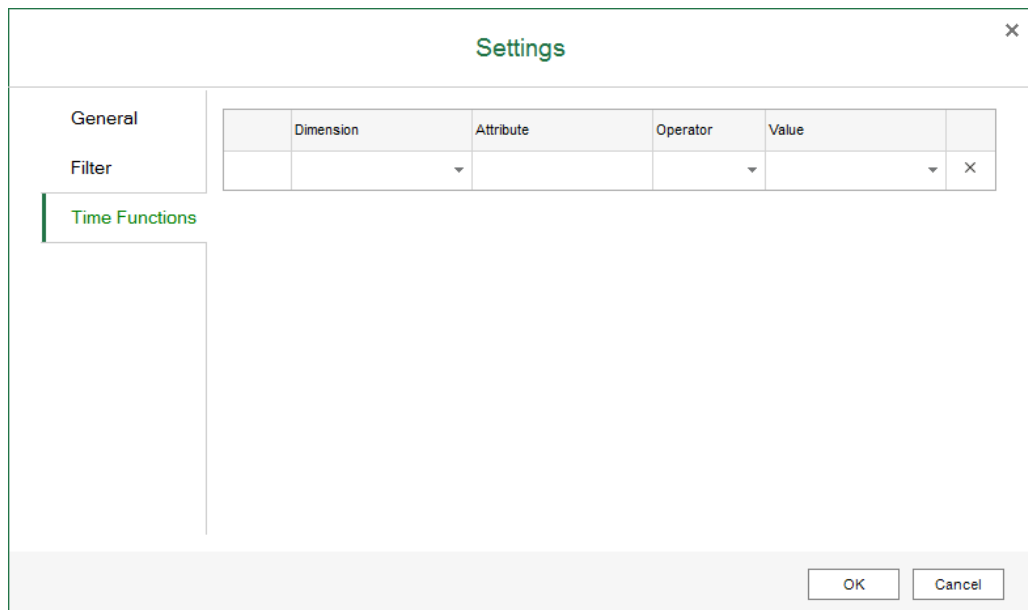 Settings
General
Filter
Time Functions
Dimension Attribute Operator Value
OK Cancel